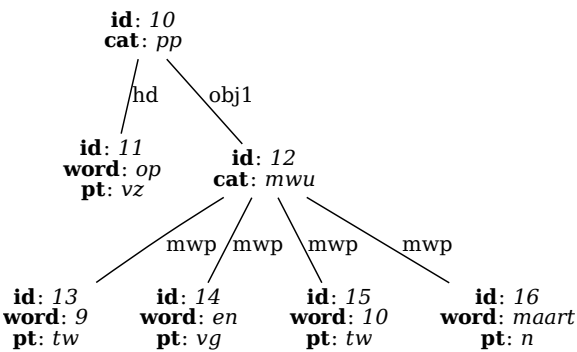 id: 10
cat: pp
hd
obj1
id: 11
word: op
pt: vz
id: 12
cat: mwu
mwp
mwp
mwp
mwp
id: 13
word: 9
pt: tw
id: 14
word: en
pt: vg
id: 15
word: 10
pt: tw
id: 16
word: maart
pt: n